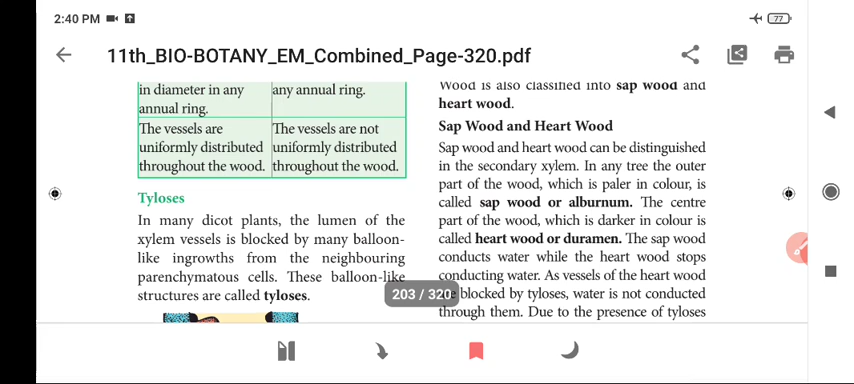 2:40 PM
77
11th_BIO-BOTANY_EM_Combined_Page-320.pdf
in diameter in any
annual ring.
any annual ring.
The vessels are
uniformly distributed
throughout the wood.
The vessels are not
uniformly distributed
throughout the wood.
Tyloses
In many dicot plants, the lumen of the
xylem vessels is blocked by many balloon-
like ingrowths from the neighbouring
parenchymatous cells. These balloon-like
structures are called tyloses.
Wood is also classified into sap wood and
heart wood.
Sap Wood and Heart Wood
Sap wood and heart wood can be distinguished
in the secondary xylem. In any tree the outer
part of the wood, which is paler in colour, is
called sap wood or alburnum. The centre
part of the wood, which is darker in colour is
called heart wood or duramen. The sap wood
conducts water while the heart wood stops
conducting water. As vessels of the heart wood
blocked by tyloses, water is not conducted
through them. Due to the presence of tyloses
203 / 320